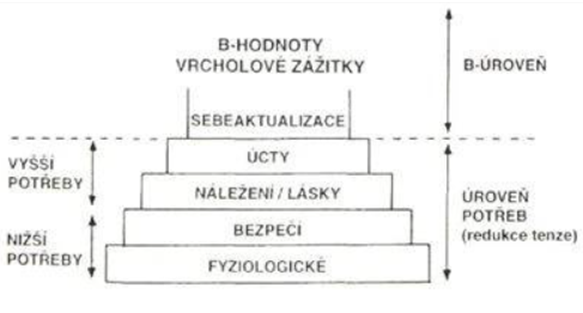 B-HODNOTY
VRCHOLOVÉ ZÁŽITKY
B-ÚROVEŇ
SEBEAKTUALIZACE
ÚCTY
VYŠŠÍ
POTŘEBY
NÁLEŽENÍ / LÁSKY
ÚROVEŇ
POTŘEB
(redukce tenze)
BEZPEČÍ
NIŽŠÍ
POTŘEBY
FYZIOLOGICKÉ